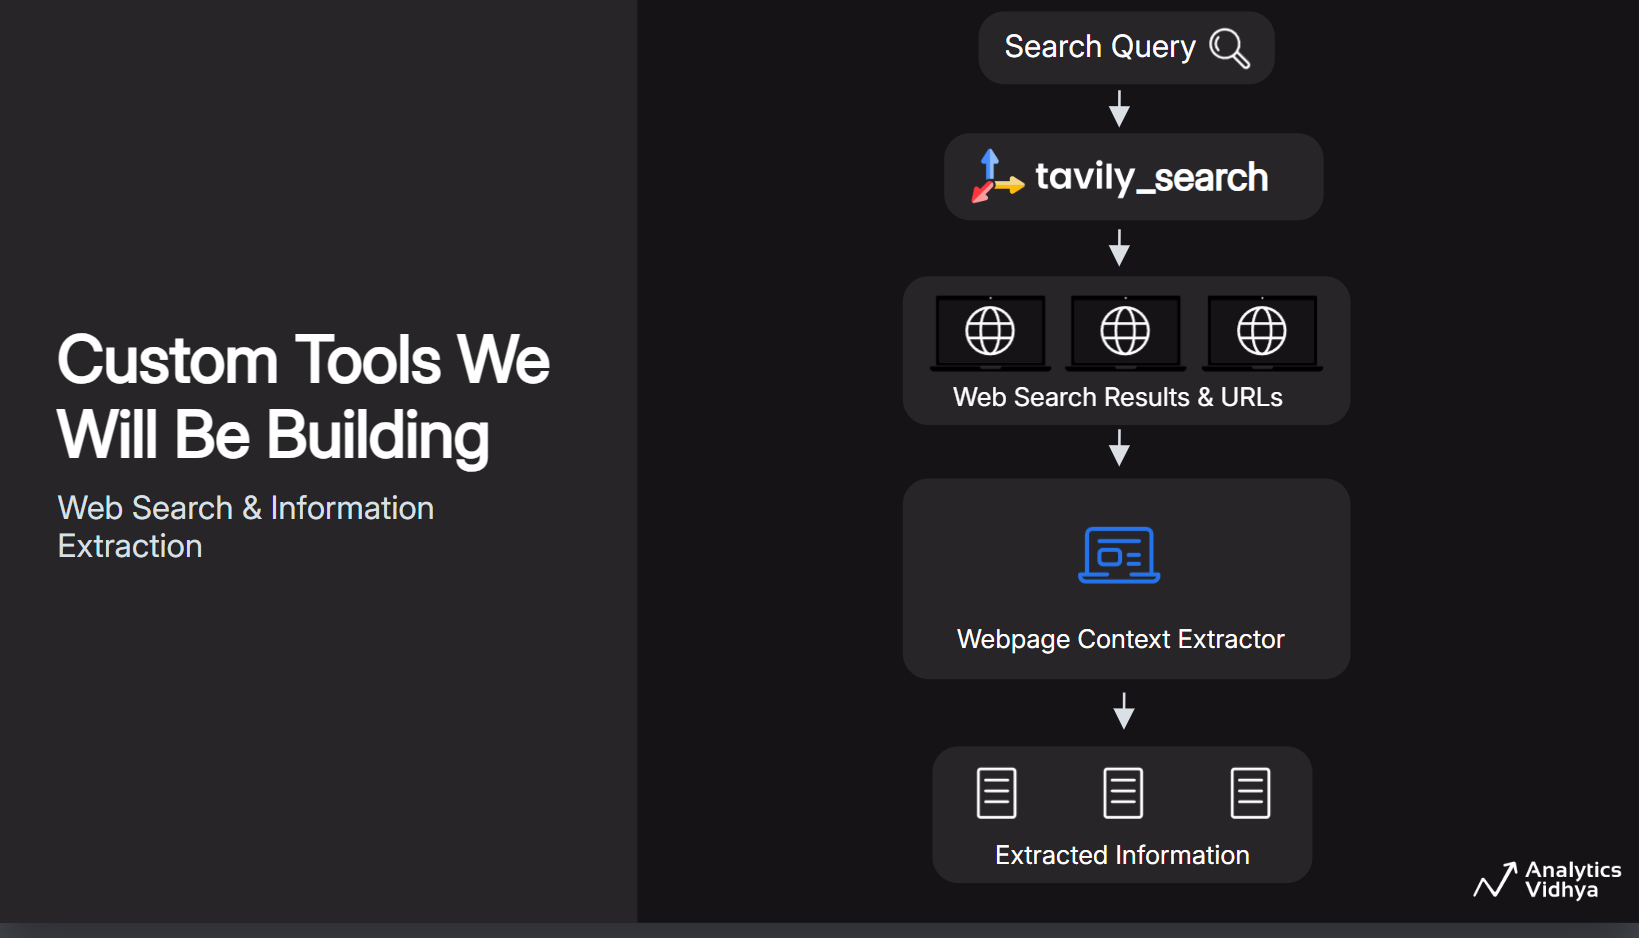 Custom Tools We
Will Be Building
Web Search & Information
Extraction
Search Query
tavily_search
Web Search Results & URLs
Webpage Context Extractor
Extracted Information
Analytics
Vidhya